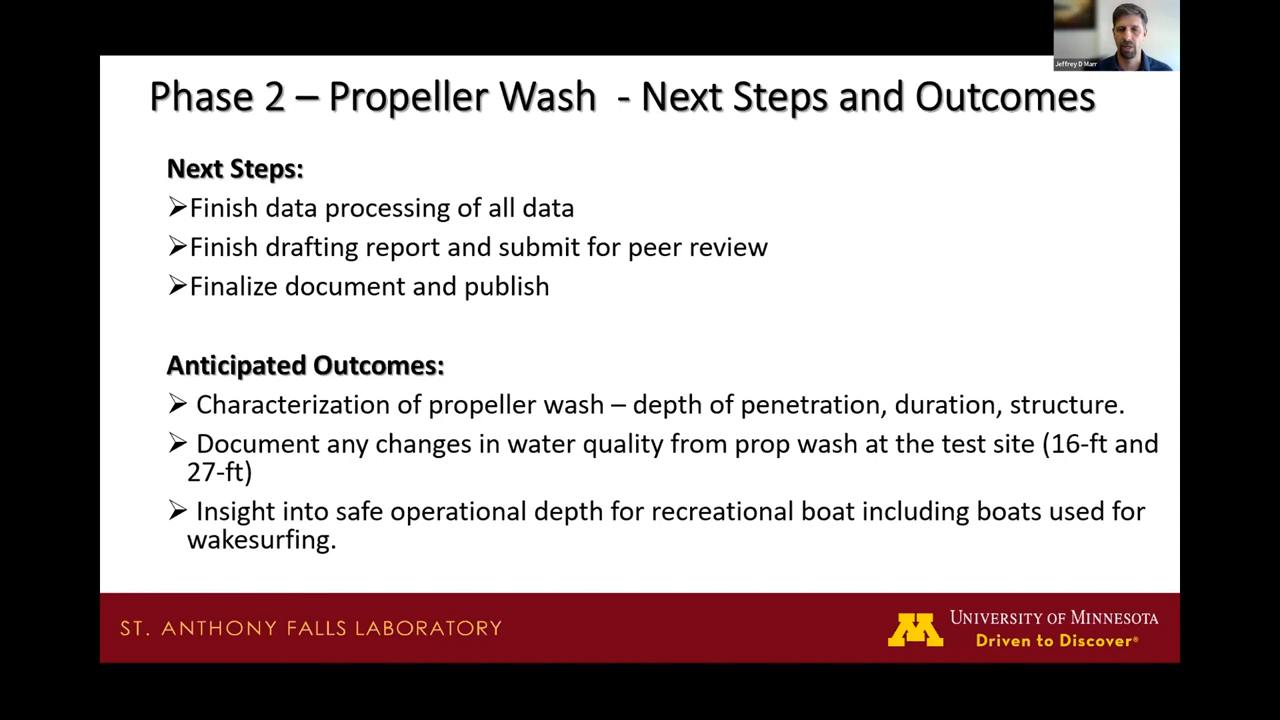 Jeffrey D Marr
Phase 2 – Propeller Wash - Next Steps and Outcomes
Next Steps:
➢Finish data processing of all data
➢Finish drafting report and submit for peer review
➢Finalize document and publish
Anticipated Outcomes:
➢ Characterization of propeller wash – depth of penetration, duration, structure.
➢ Document any changes in water quality from prop wash at the test site (16-ft and
27-ft)
➢ Insight into safe operational depth for recreational boat including boats used for
wakesurfing.
ST. ANTHONY FALLS LABORATORY
M
UNIVERSITY OF MINNESOTA
Driven to Discover®